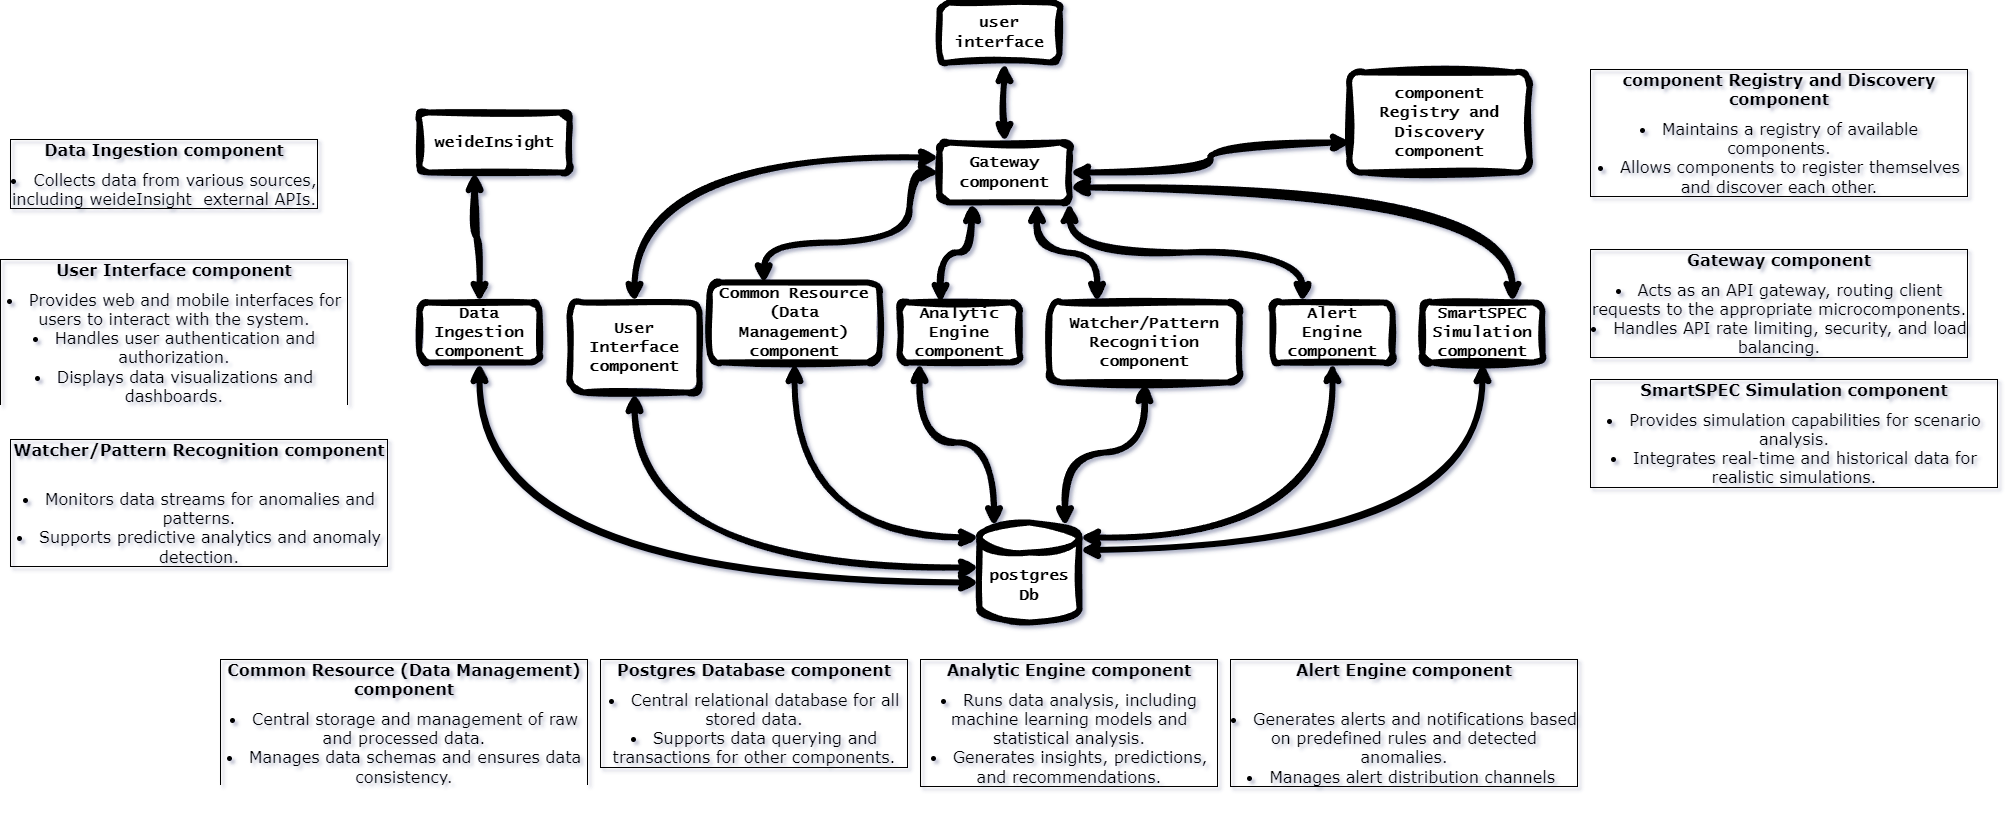 user
interface
component
Registry and
Discovery
component
weideInsight
Gateway
component
Data
Ingestion
component
User
Interface
component
Common Resource
(Data
Management)
component
Analytic
Engine
component
Watcher/Pattern
Recognition
component
Alert
Engine
component
SmartSPEC
Simulation
component
postgres
Db
Data Ingestion component
• Collects data from various sources,
including weideInsight external APIs.
User Interface component
• Provides web and mobile interfaces for
users to interact with the system.
• Handles user authentication and
authorization.
• Displays data visualizations and
dashboards.
Watcher/Pattern Recognition component
• Monitors data streams for anomalies and
patterns.
• Supports predictive analytics and anomaly
detection.
component Registry and Discovery
component
• Maintains a registry of available
components.
• Allows components to register themselves
and discover each other.
Gateway component
• Acts as an API gateway, routing client
requests to the appropriate microcomponents.
• Handles API rate limiting, security, and load
balancing.
SmartSPEC Simulation component
• Provides simulation capabilities for scenario
analysis.
• Integrates real-time and historical data for
realistic simulations.
Common Resource (Data Management)
component
• Central storage and management of raw
and processed data.
• Manages data schemas and ensures data
consistency.
Postgres Database component
• Central relational database for all
stored data.
• Supports data querying and
transactions for other components.
Analytic Engine component
• Runs data analysis, including
machine learning models and
statistical analysis.
• Generates insights, predictions,
and recommendations.
Alert Engine component
• Generates alerts and notifications based
on predefined rules and detected
anomalies.
• Manages alert distribution channels